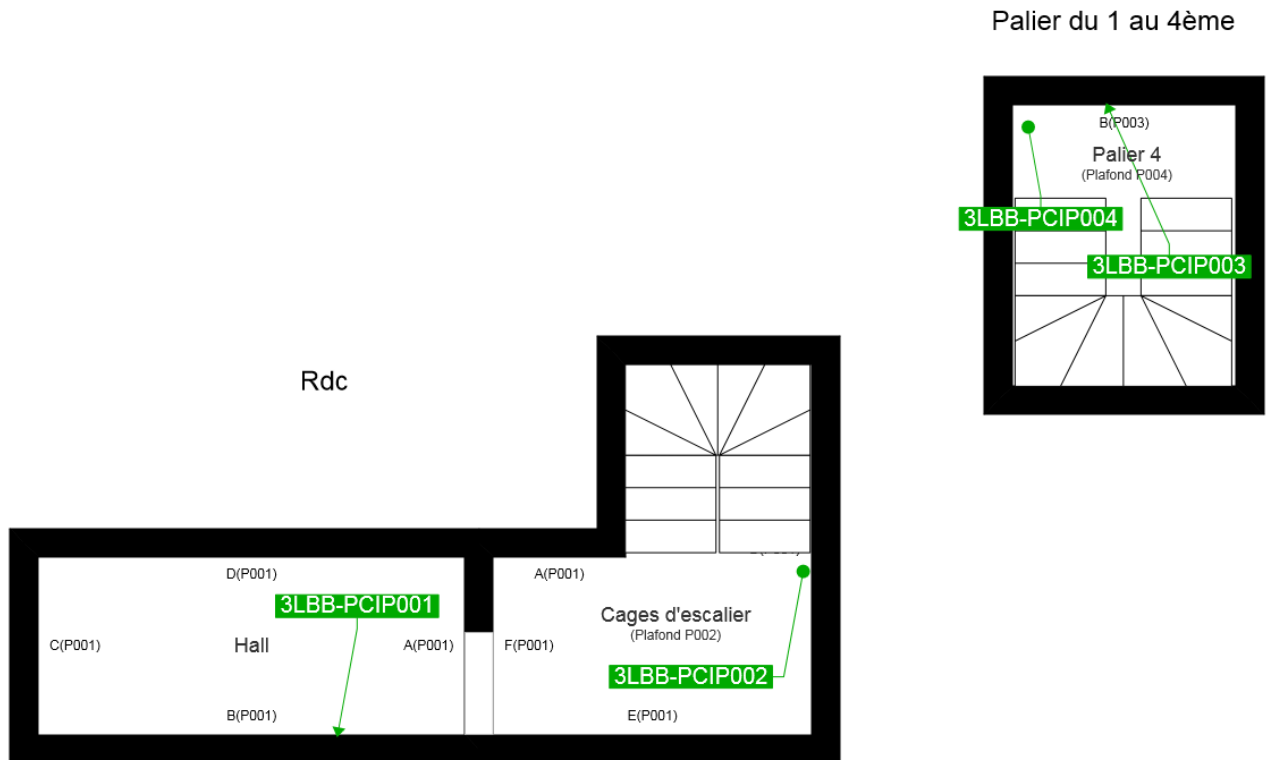 Palier du 1 au 4ème
B(P003)
Palier 4
(Plafond P004)
3LBB-PCIP004
3LBB-PCIP003
Rdc
D(P001)
A(P001)
3LBB-PCIP001
Cages d'escalier
(Plafond P002)
C(P001)
Hall
A(P001)
F(P001)
3LBB-PCIP002
B(P001)
E(P001)